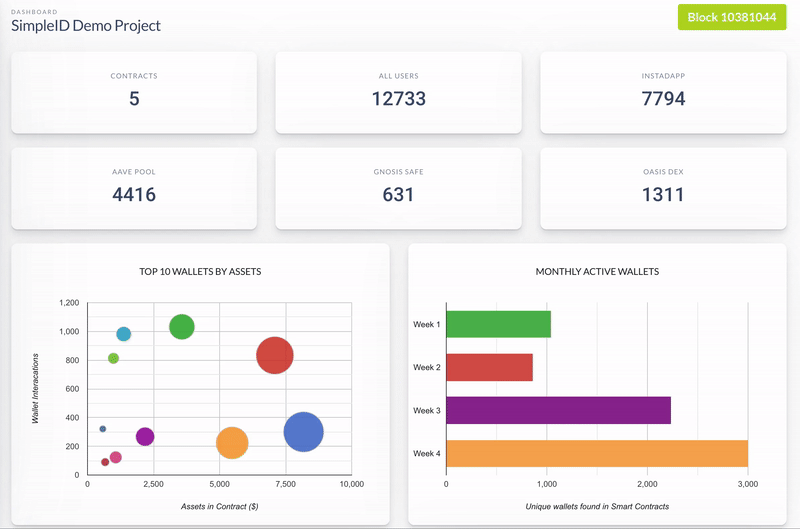 DASHBOARD
SimpleID Demo Project
Block 10381044
CONTRACTS
5
ALL USERS
12733
INSTADAPP
7794
AAVE POOL
4416
GNOSIS SAFE
631
OASIS DEX
1311
TOP 10 WALLETS BY ASSETS
Wallet Interacations
1,200
1,000
800
600
400
200
0
0 2,500 5,000 7,500 10,000
Assets in Contract ($)
MONTHLY ACTIVE WALLETS
Week 1
Week 2
Week 3
Week 4
0 1,000 2,000 3,000
Unique wallets found in Smart Contracts